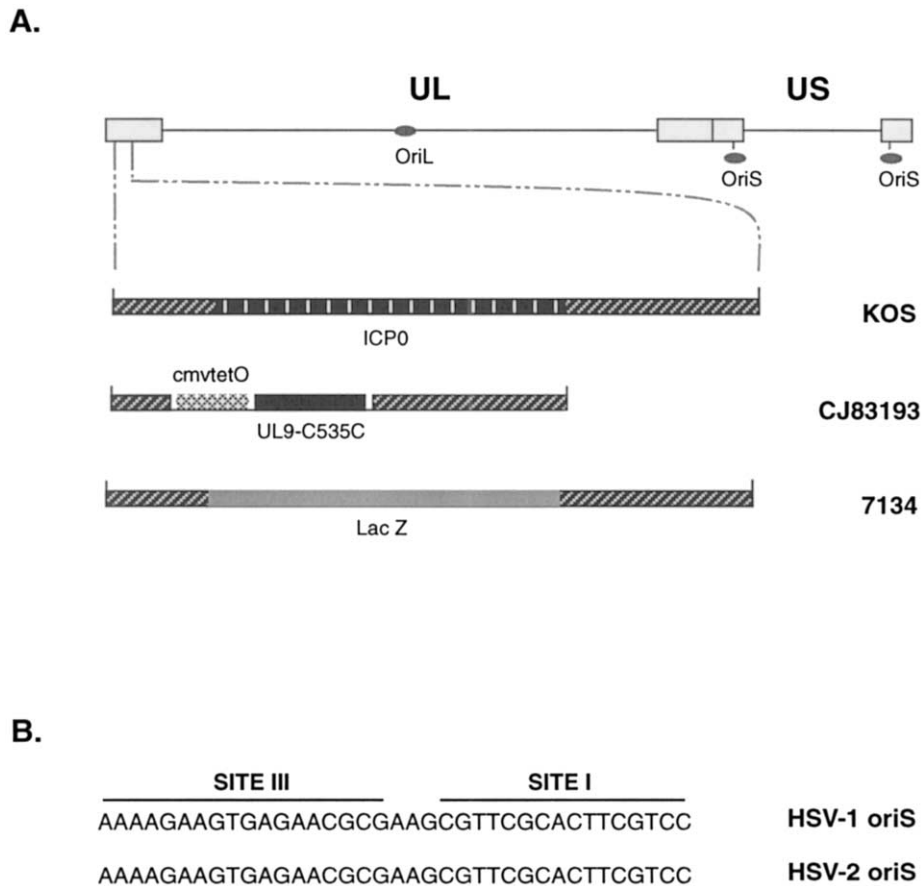 A.
UL US
OriL
OriS OriS
KOS
ICP0
cmvtetO
CJ83193
UL9-C535C
7134
Lac Z
B.
SITE III SITE I
AAAAGAAGTGAGAACGCGAAGCGTTCGCACTTCGTCC HSV-1 oriS
AAAAGAAGTGAGAACGCGAAGCGTTCGCACTTCGTCC HSV-2 oriS